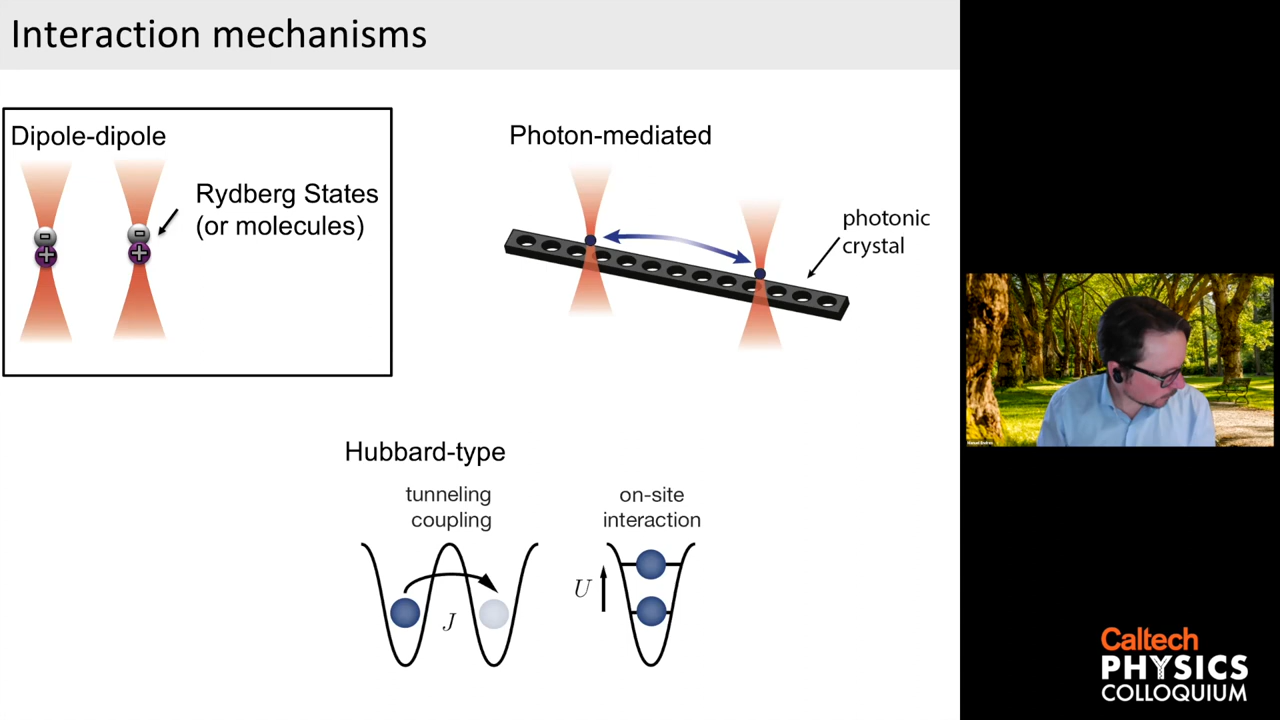 Interaction mechanisms
Dipole-dipole
Rydberg States
(or molecules)
-
+
-
+
Photon-mediated
photonic
crystal
Hubbard-type
tunneling
coupling
J
on-site
interaction
U
Caltech
PHYSICS
COLLOQUIUM